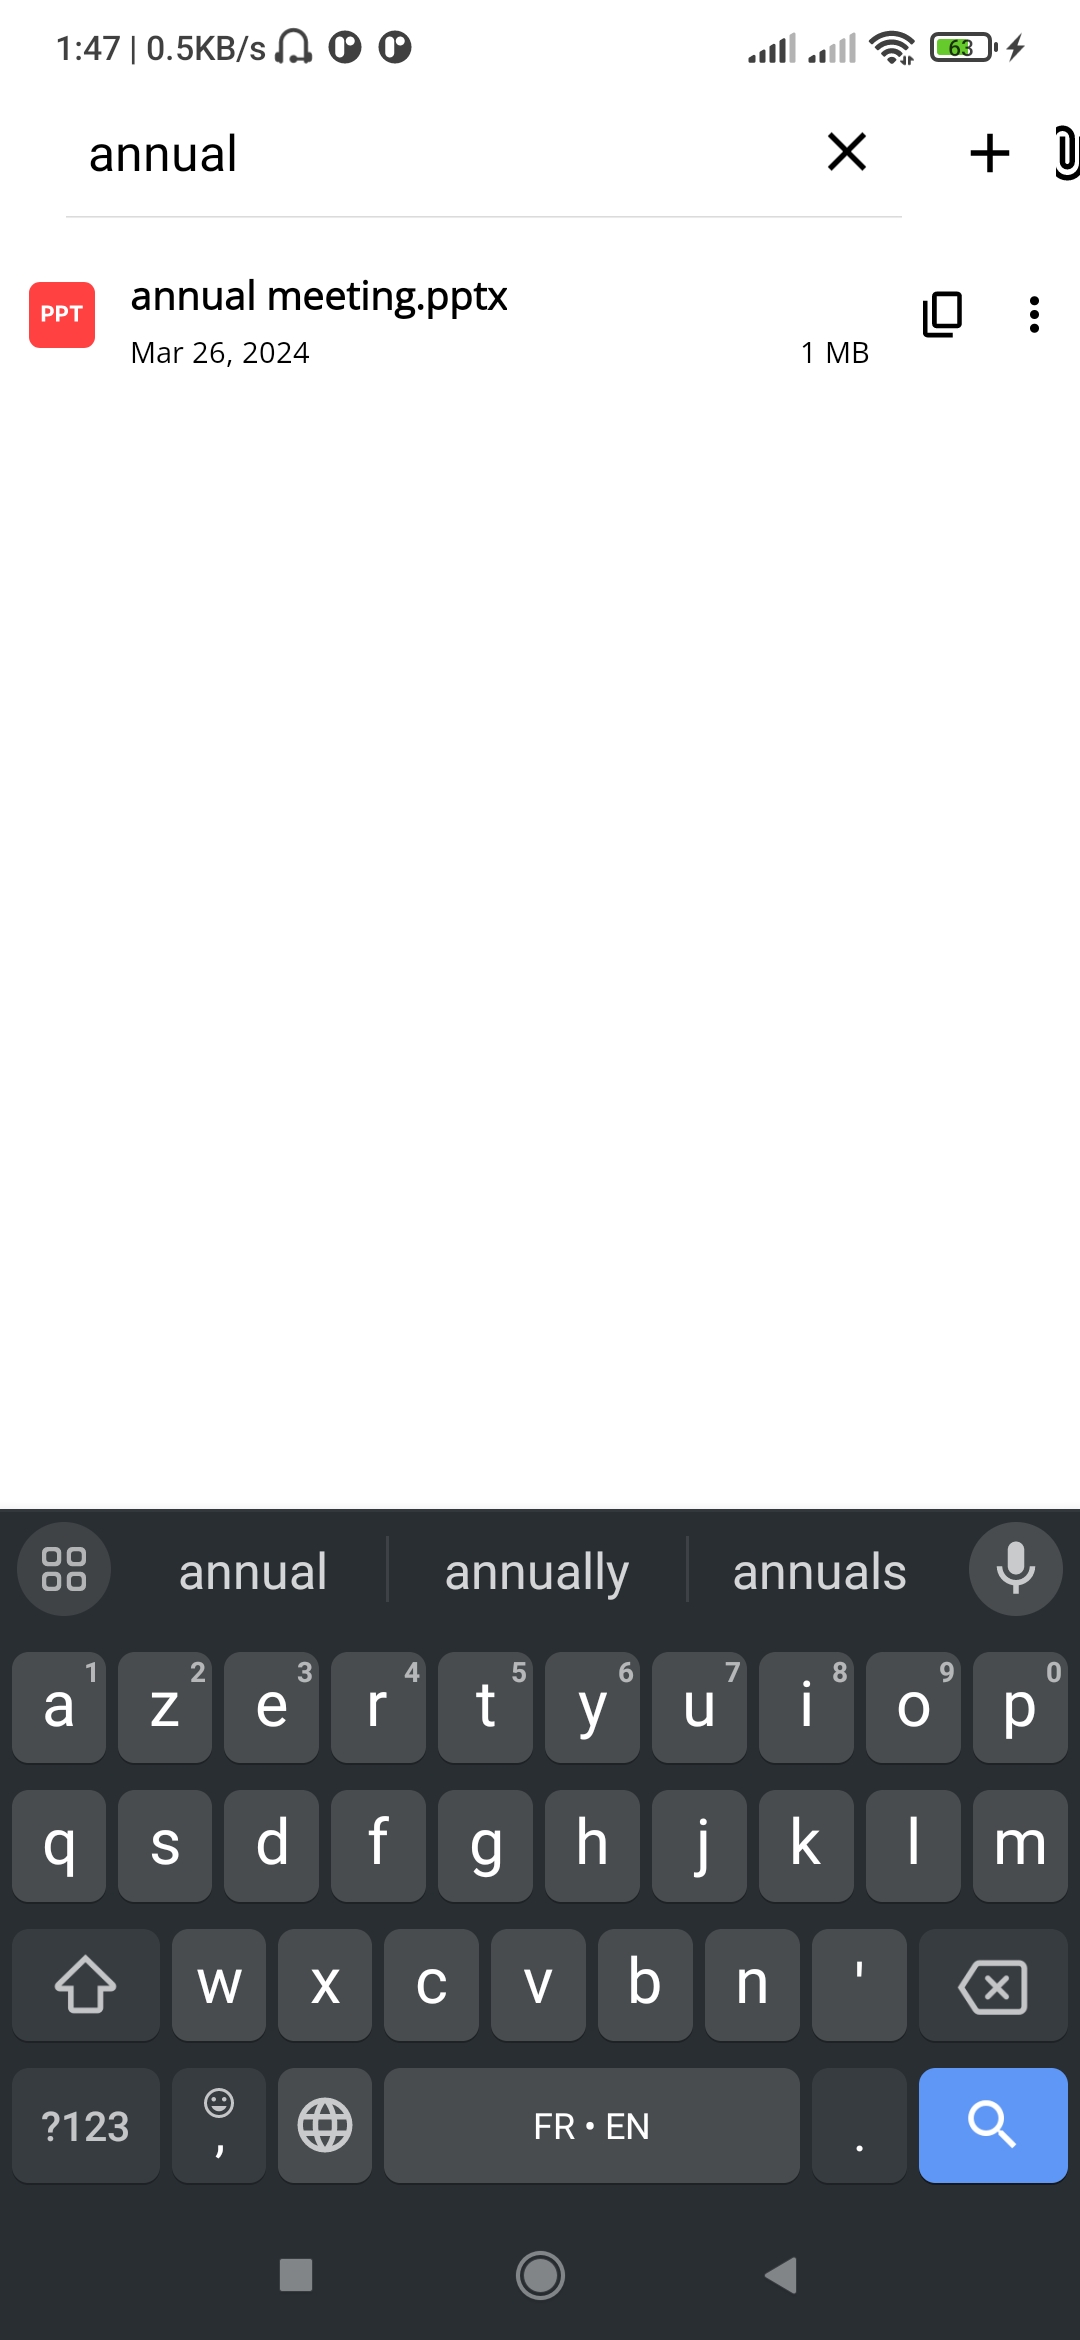 1:47 | 0.5KB/s 63
annual
PPT
annual meeting.pptx
Mar 26, 2024 1 MB
annual annually annuals
1 2 3 4 5 6 7 8 9 0
a z e r t y u i o p
q s d f g h j k l m
w x c v b n '
?123 , FR • EN .